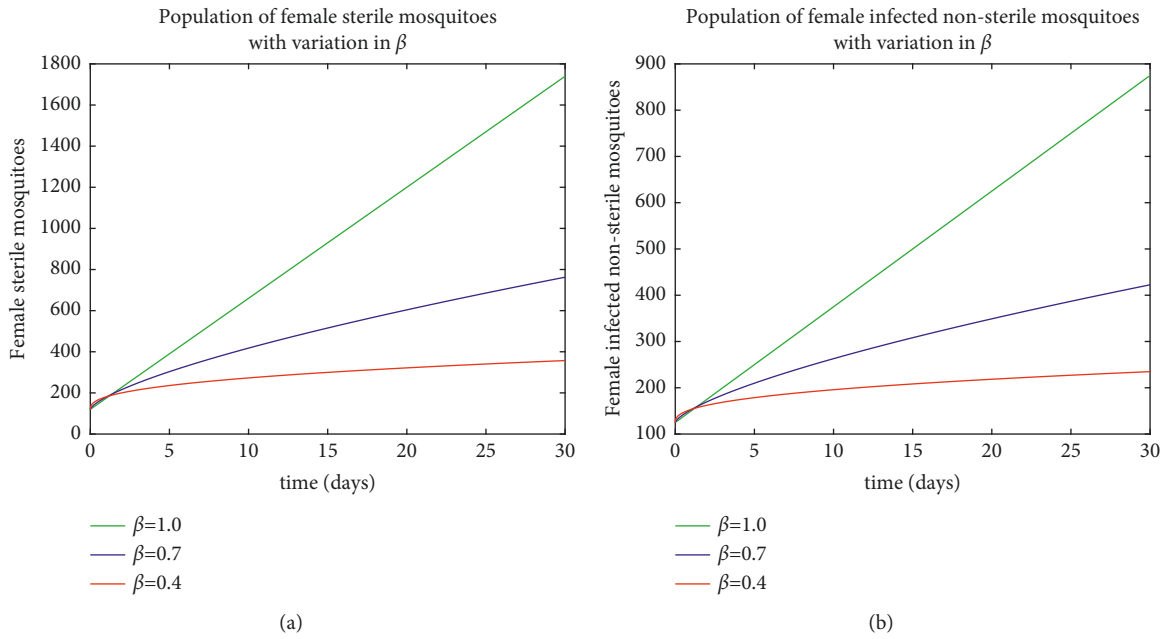 Population of female sterile mosquitoes
with variation in β
1800
1600
1400
1200
1000
800
600
400
200
0
Female sterile mosquitoes
0 5 10 15 20 25 30
time (days)
β=1.0
β=0.7
β=0.4
(a)
Population of female infected non-sterile mosquitoes
with variation in β
900
800
700
600
500
400
300
200
100
Female infected non-sterile mosquitoes
0 5 10 15 20 25 30
time (days)
β=1.0
β=0.7
β=0.4
(b)